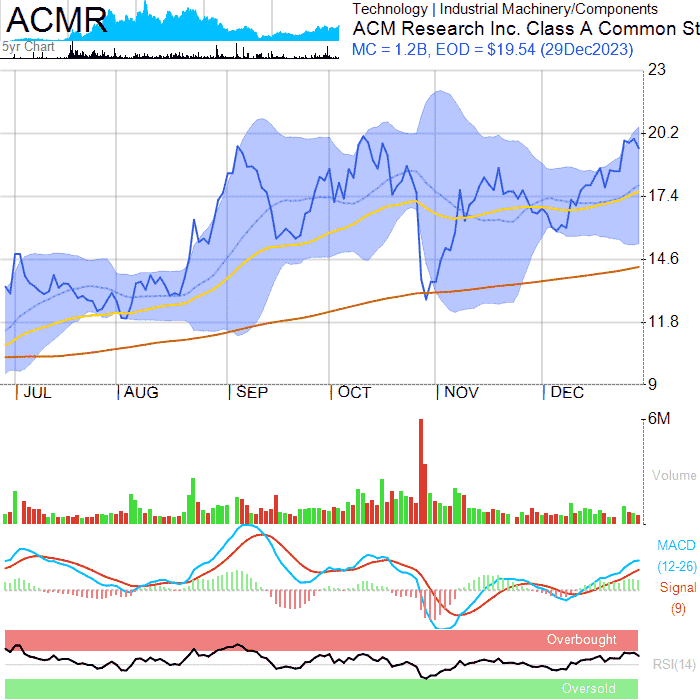 ACMR
5yr Chart
Technology | Industrial Machinery/Components
ACM Research Inc. Class A Common St
MC = 1.2B, EOD = $19.54 (29Dec2023)
23
20.2
17.4
14.6
11.8
9
| JUL | AUG | SEP | OCT | NOV | DEC
6M
Volume
MACD
(12-26)
Signal
(9)
Overbought
RSI(14)
Oversold